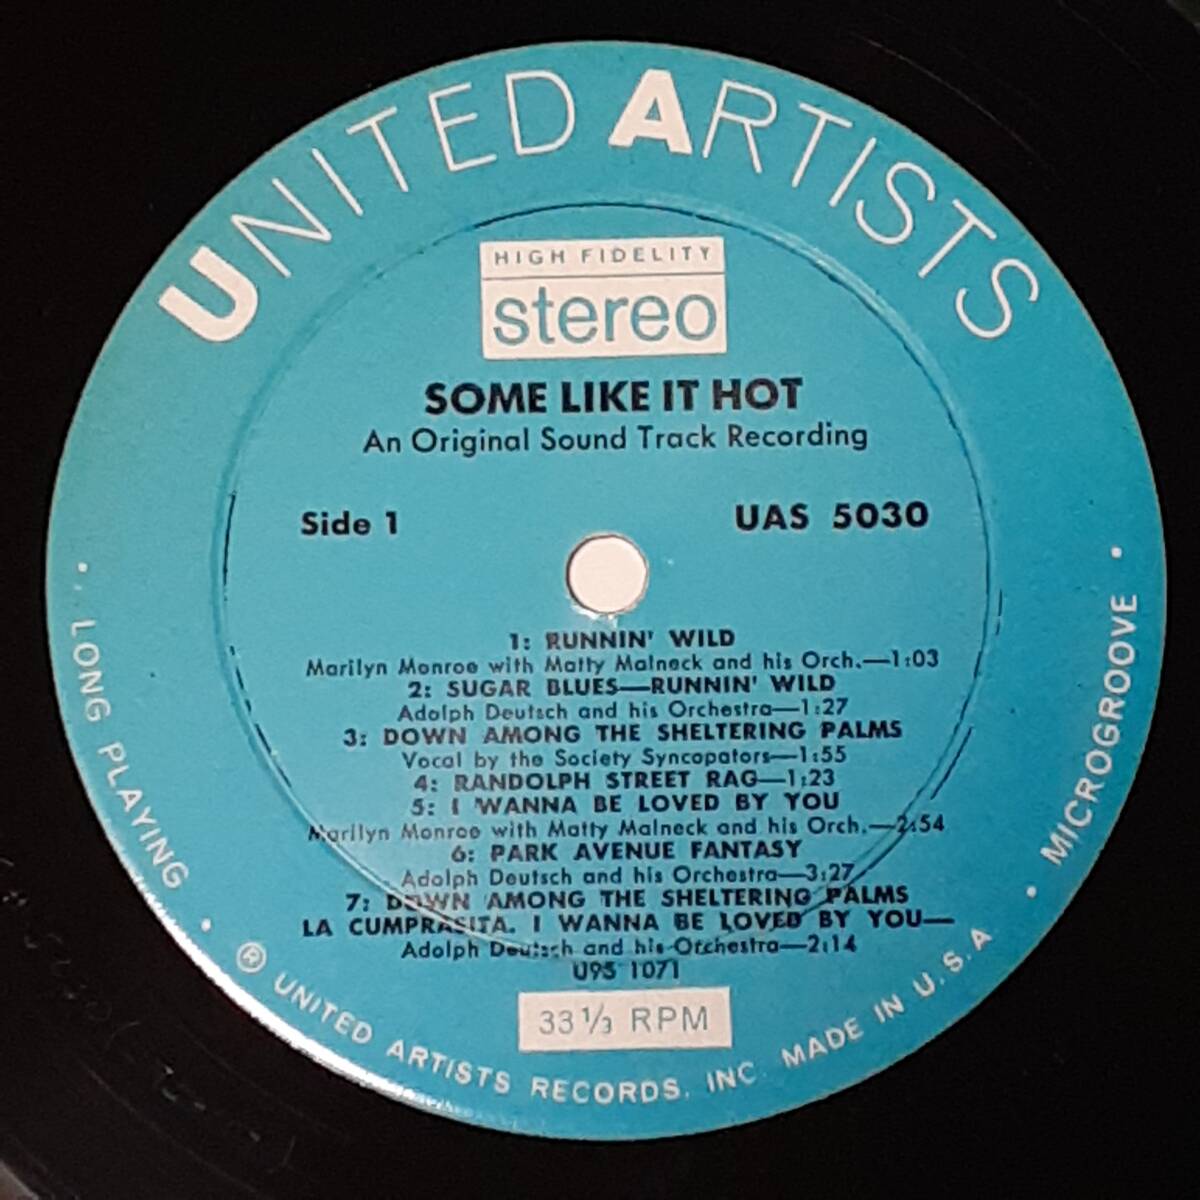 UNITED ARTISTS
HIGH FIDELITY
stereo
SOME LIKE IT HOT
An Original Sound Track Recording
Side 1
UAS 5030
1: RUNNIN' WILD
Marilyn Monroe with Matty Malneck and his Orch.—1:03
2: SUGAR BLUES—RUNNIN' WILD
Adolph Deutsch and his Orchestra—1:27
3: DOWN AMONG THE SHELTERING PALMS
Vocal by the Society Syncopators—1:55
4: RANDOLPH STREET RAG—1:23
5: I WANNA BE LOVED BY YOU
Marilyn Monroe with Matty Malneck and his Orch.—2:54
6: PARK AVENUE FANTASY
Adolph Deutsch and his Orchestra—3:27
7: DOWN AMONG THE SHELTERING PALMS
LA CUMPRASITA. I WANNA BE LOVED BY YOU—
Adolph Deutsch and his Orchestra—2:14
U95 1071
33 1/3 RPM
• LONG PLAYING •
® UNITED ARTISTS RECORDS, INC. MADE IN U.S.A
• MICROGROOVE •